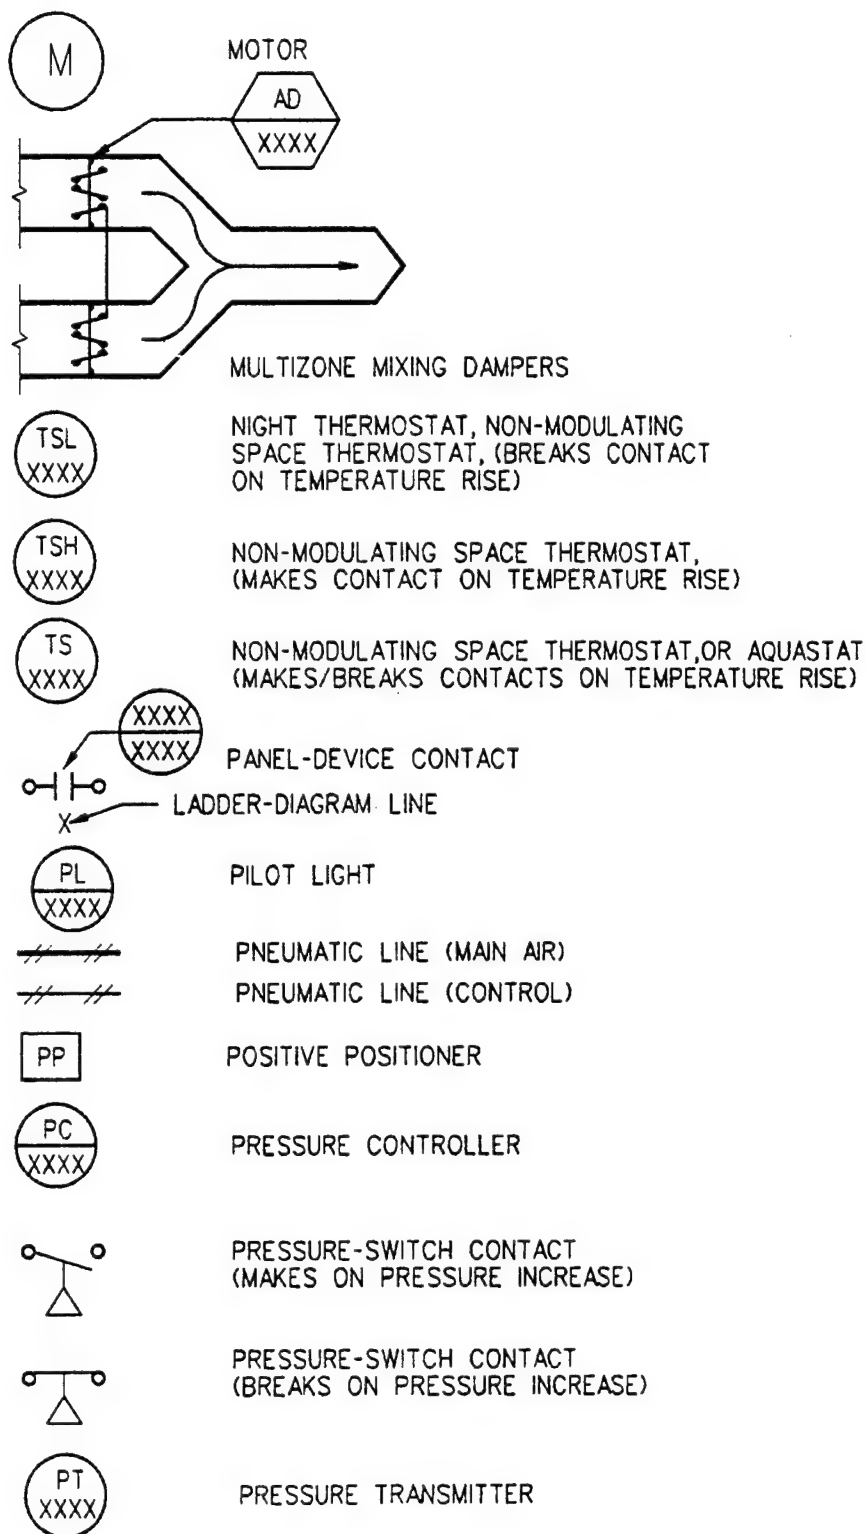 M
MOTOR
AD
XXXX
MULTIZONE MIXING DAMPERS
TSL
XXXX
NIGHT THERMOSTAT, NON-MODULATING
SPACE THERMOSTAT, (BREAKS CONTACT
ON TEMPERATURE RISE)
TSH
XXXX
NON-MODULATING SPACE THERMOSTAT,
(MAKES CONTACT ON TEMPERATURE RISE)
TS
XXXX
NON-MODULATING SPACE THERMOSTAT,OR AQUASTAT
(MAKES/BREAKS CONTACTS ON TEMPERATURE RISE)
XXXX
XXXX
PANEL-DEVICE CONTACT
X
LADDER-DIAGRAM LINE
PL
XXXX
PILOT LIGHT
PNEUMATIC LINE (MAIN AIR)
PNEUMATIC LINE (CONTROL)
PP
POSITIVE POSITIONER
PC
XXXX
PRESSURE CONTROLLER
PRESSURE-SWITCH CONTACT
(MAKES ON PRESSURE INCREASE)
PRESSURE-SWITCH CONTACT
(BREAKS ON PRESSURE INCREASE)
PT
XXXX
PRESSURE TRANSMITTER